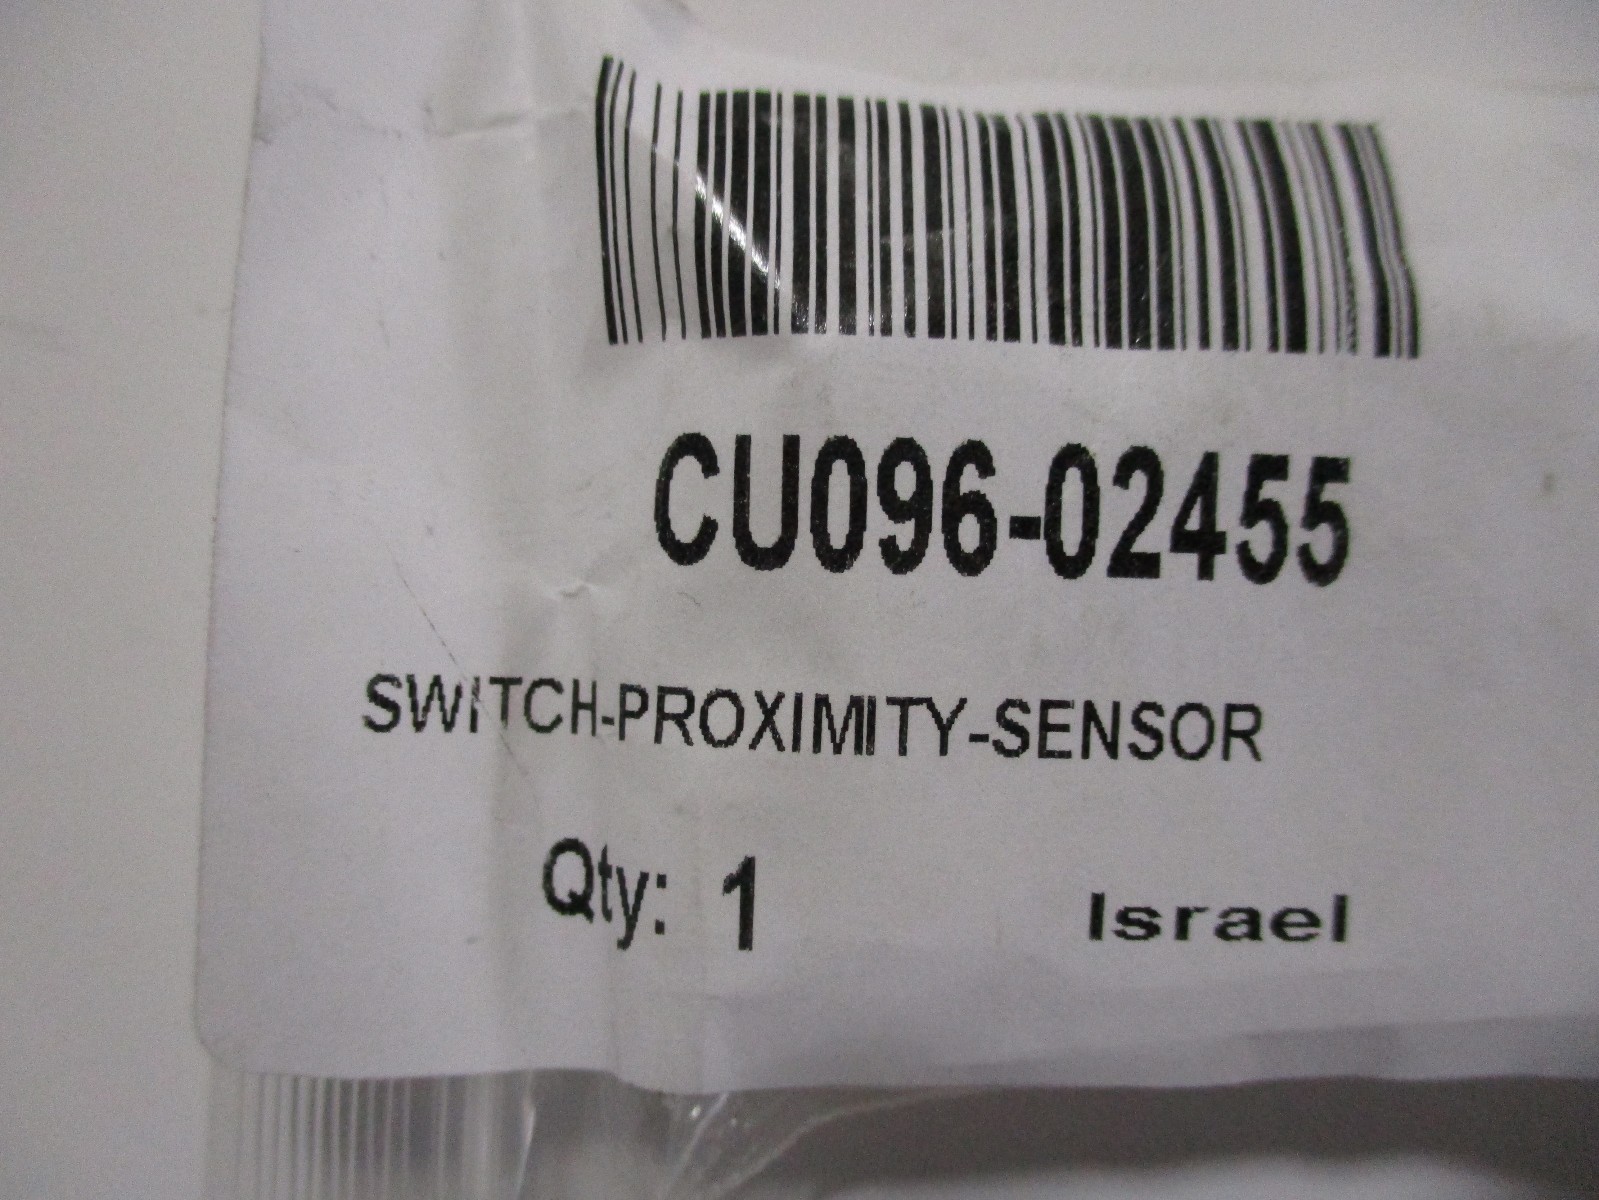 CU096-02455
SWITCH-PROXIMITY-SENSOR
Qty: 1
Israel